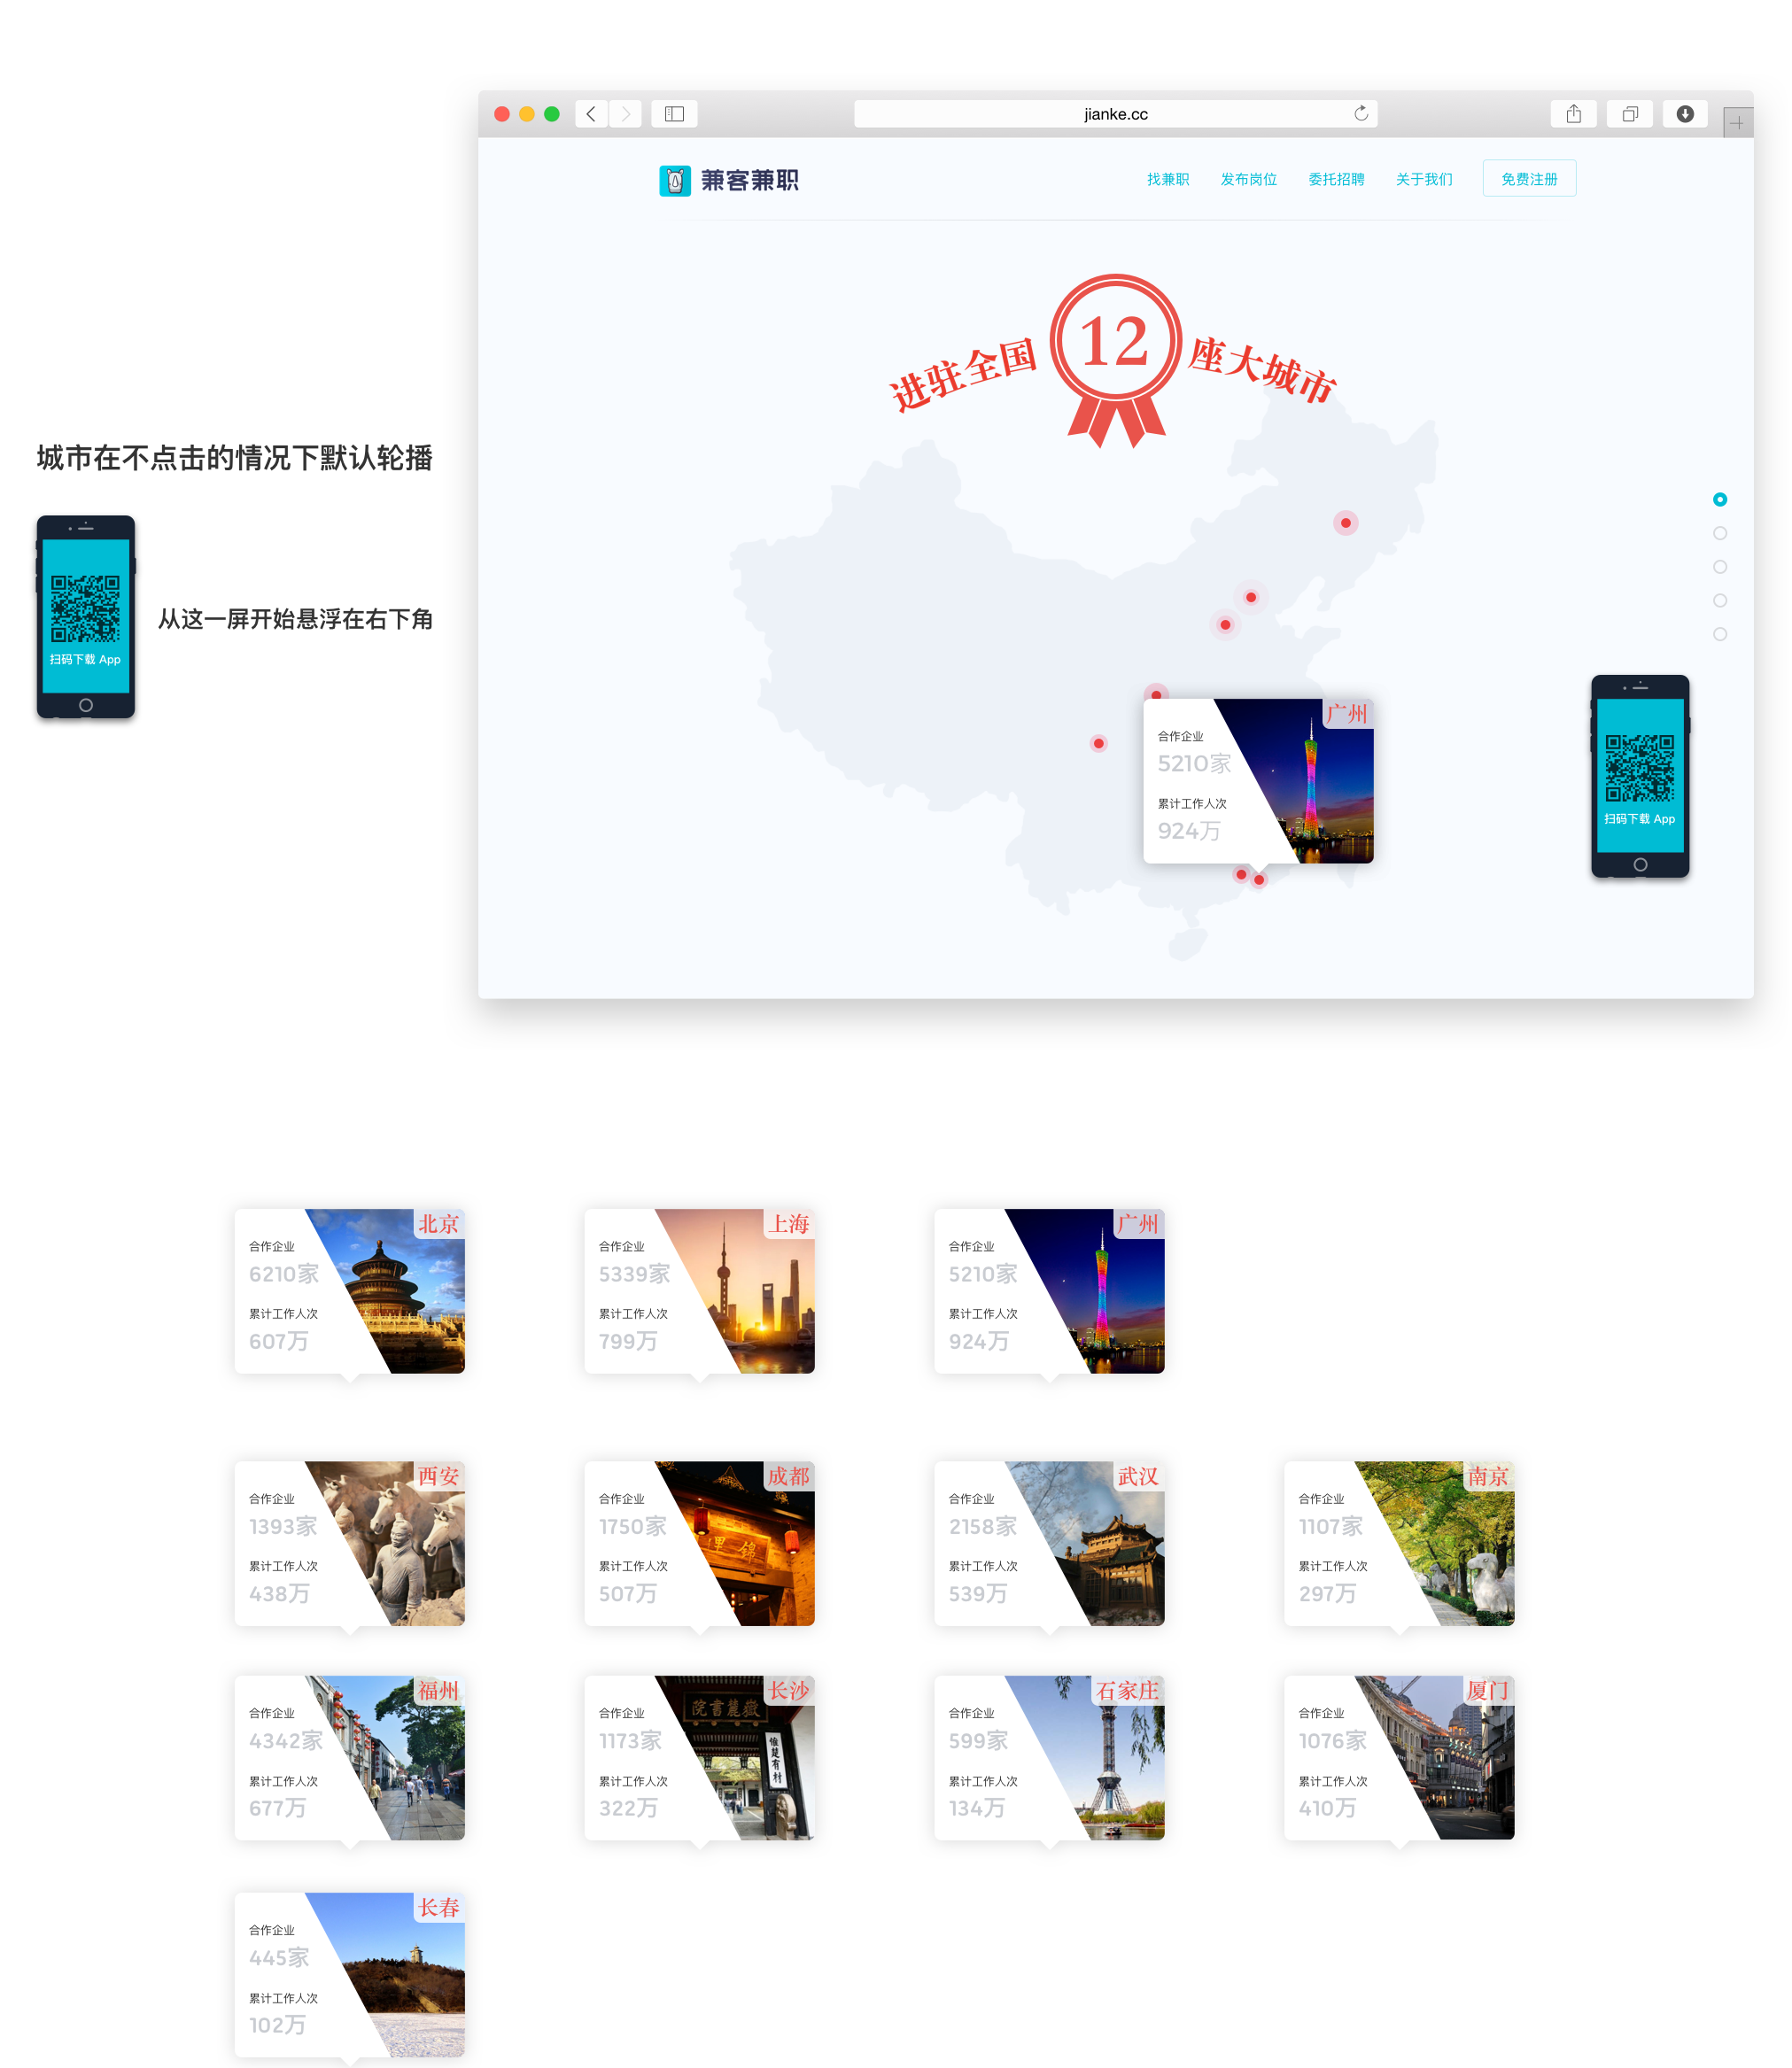 jianke.cc
兼客兼职
找兼职 发布岗位 委托招聘 关于我们 免费注册
进驻全国 12 座大城市
城市在不点击的情况下默认轮播
扫码下载 App
从这一屏开始悬浮在右下角
广州
合作企业
5210家
累计工作人次
924万
扫码下载 App
北京
合作企业
6210家
累计工作人次
607万
上海
合作企业
5339家
累计工作人次
799万
广州
合作企业
5210家
累计工作人次
924万
西安
合作企业
1393家
累计工作人次
438万
成都
合作企业
1750家
累计工作人次
507万
锦里
武汉
合作企业
2158家
累计工作人次
539万
南京
合作企业
1107家
累计工作人次
297万
福州
合作企业
4342家
累计工作人次
677万
长沙
合作企业
1173家
累计工作人次
322万
院書麓嶽
惟楚有材
石家庄
合作企业
599家
累计工作人次
134万
厦门
合作企业
1076家
累计工作人次
410万
长春
合作企业
445家
累计工作人次
102万